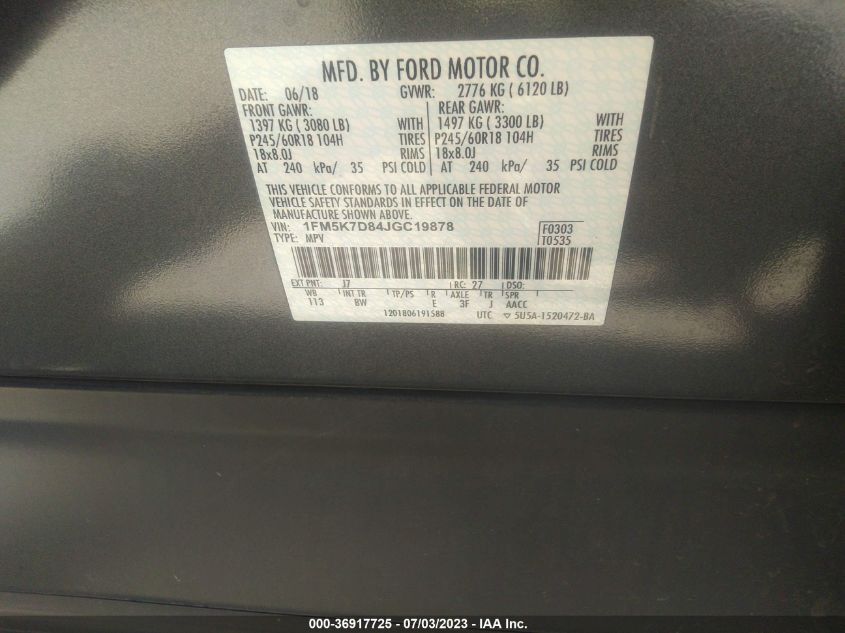 MFD. BY FORD MOTOR CO.
DATE: 06/18 GVWR: 2776 KG ( 6120 LB)
FRONT GAWR: REAR GAWR:
1397 KG ( 3080 LB) WITH 1497 KG ( 3300 LB) WITH
P245/60R18 104H TIRES P245/60R18 104H TIRES
18x8.0J RIMS 18x8.0J RIMS
AT 240 kPa/ 35 PSI COLD AT 240 kPa/ 35 PSI COLD
THIS VEHICLE CONFORMS TO ALL APPLICABLE FEDERAL MOTOR
VEHICLE SAFETY STANDARDS IN EFFECT ON THE DATE OF
MANUFACTURE SHOWN ABOVE.
VIN: 1FM5K7D84JGC19878 F0303
TYPE: MPV T0535
EXT PNT: J7 RC: 27 DSO:
WB INT TR TP/PS R AXLE TR SPR
113 BW E 3F J AACC
1201806191588 UTC ▽ 5U5A-1520472-BA
000-36917725 - 07/03/2023 - IAA Inc.